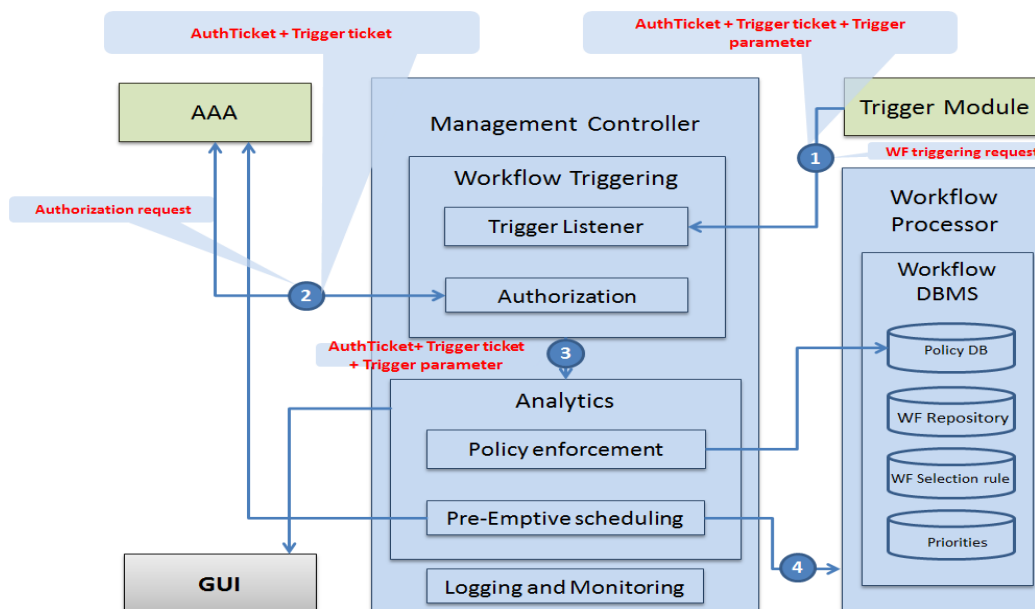 AuthTicket + Trigger ticket
AuthTicket + Trigger ticket + Trigger
parameter
AAA
Management Controller
Trigger Module
1
WF triggering request
Workflow Triggering
Authorization request
Trigger Listener
Workflow
Processor
2
Authorization
Workflow
DBMS
AuthTicket+ Trigger ticket
+ Trigger parameter
3
Policy DB
Analytics
WF Repository
Policy enforcement
WF Selection rule
Pre-Emptive scheduling
Priorities
4
GUI
Logging and Monitoring